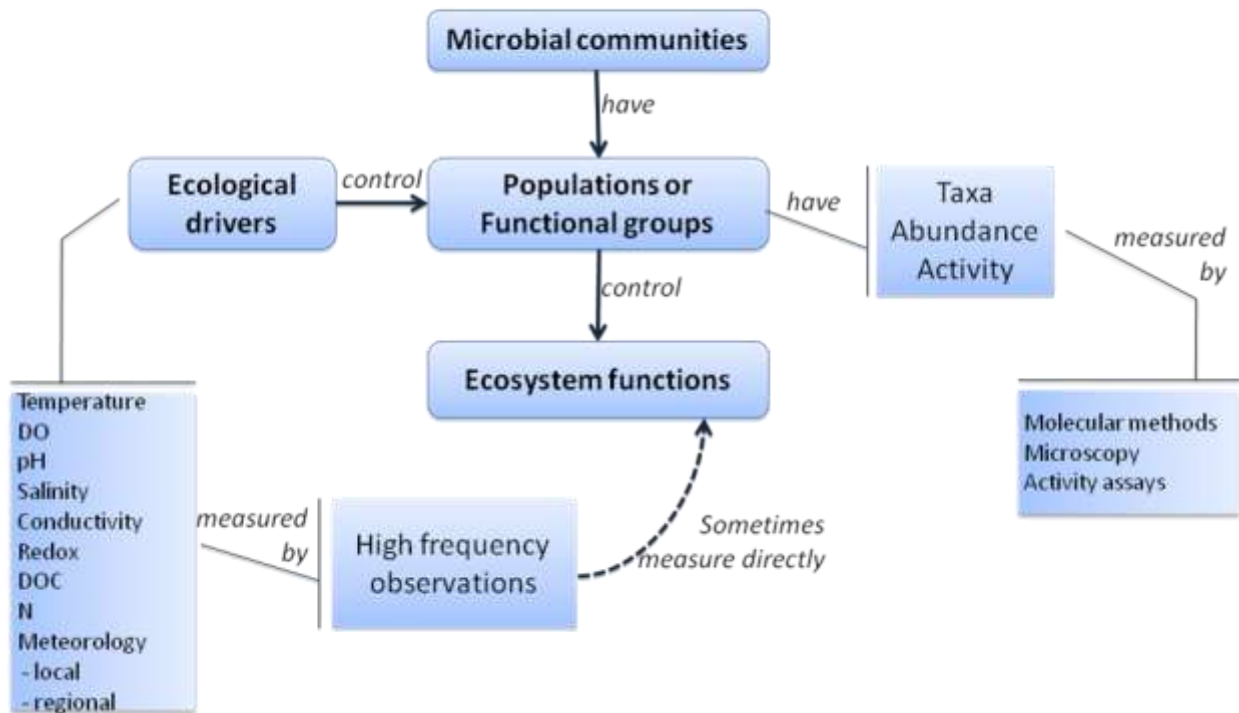 Microbial communities
have
Ecological
drivers
control
Populations or
Functional groups
have
Taxa
Abundance
Activity
measured
by
control
Ecosystem functions
Temperature
DO
pH
Salinity
Conductivity
Redox
DOC
N
Meteorology
- local
- regional
measured
by
High frequency
observations
Sometimes
measure directly
Molecular methods
Microscopy
Activity assays